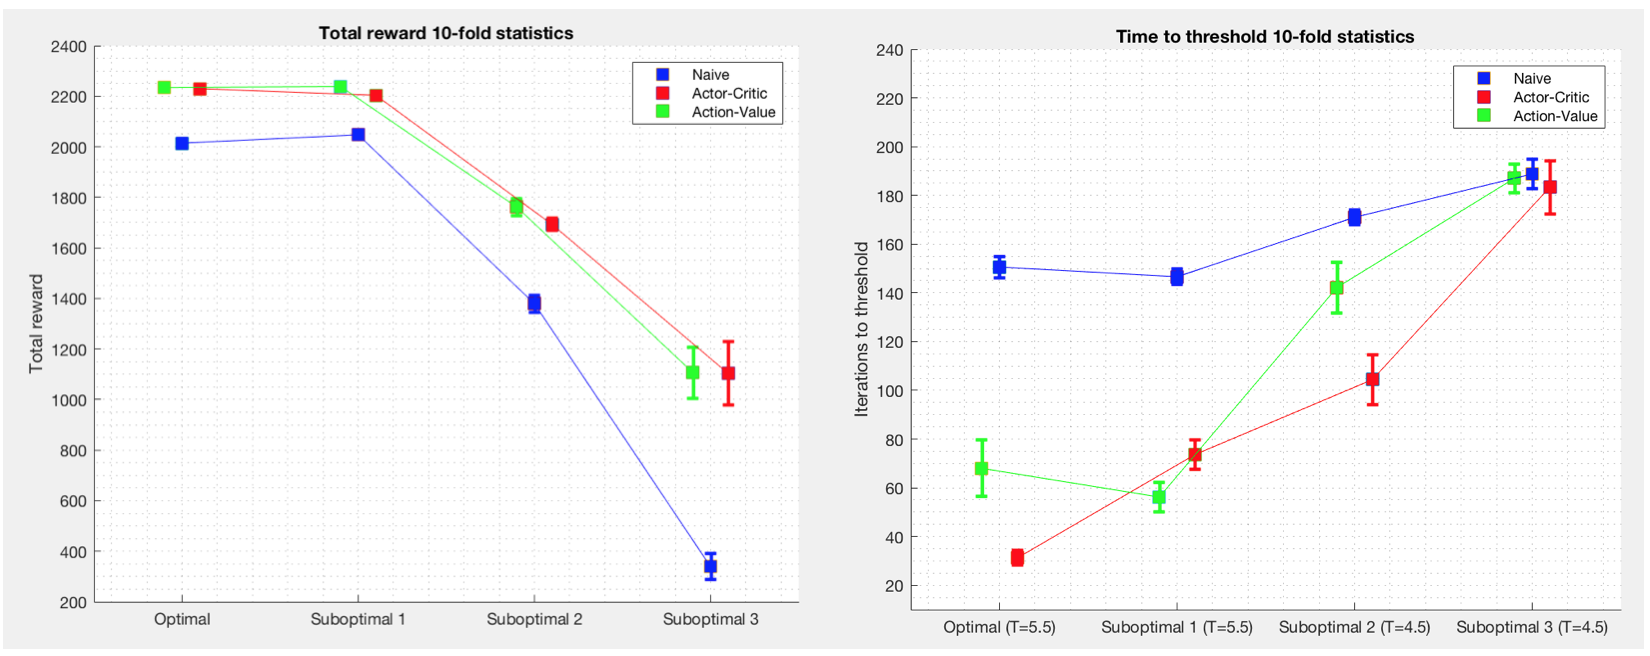 Total reward 10-fold statistics
2400
2200
2000
1800
1600
1400
1200
1000
800
600
400
200
Total reward
Naive
Actor-Critic
Action-Value
Optimal
Suboptimal 1
Suboptimal 2
Suboptimal 3
Time to threshold 10-fold statistics
240
220
200
180
160
140
120
100
80
60
40
20
Iterations to threshold
Naive
Actor-Critic
Action-Value
Optimal (T=5.5)
Suboptimal 1 (T=5.5)
Suboptimal 2 (T=4.5)
Suboptimal 3 (T=4.5)